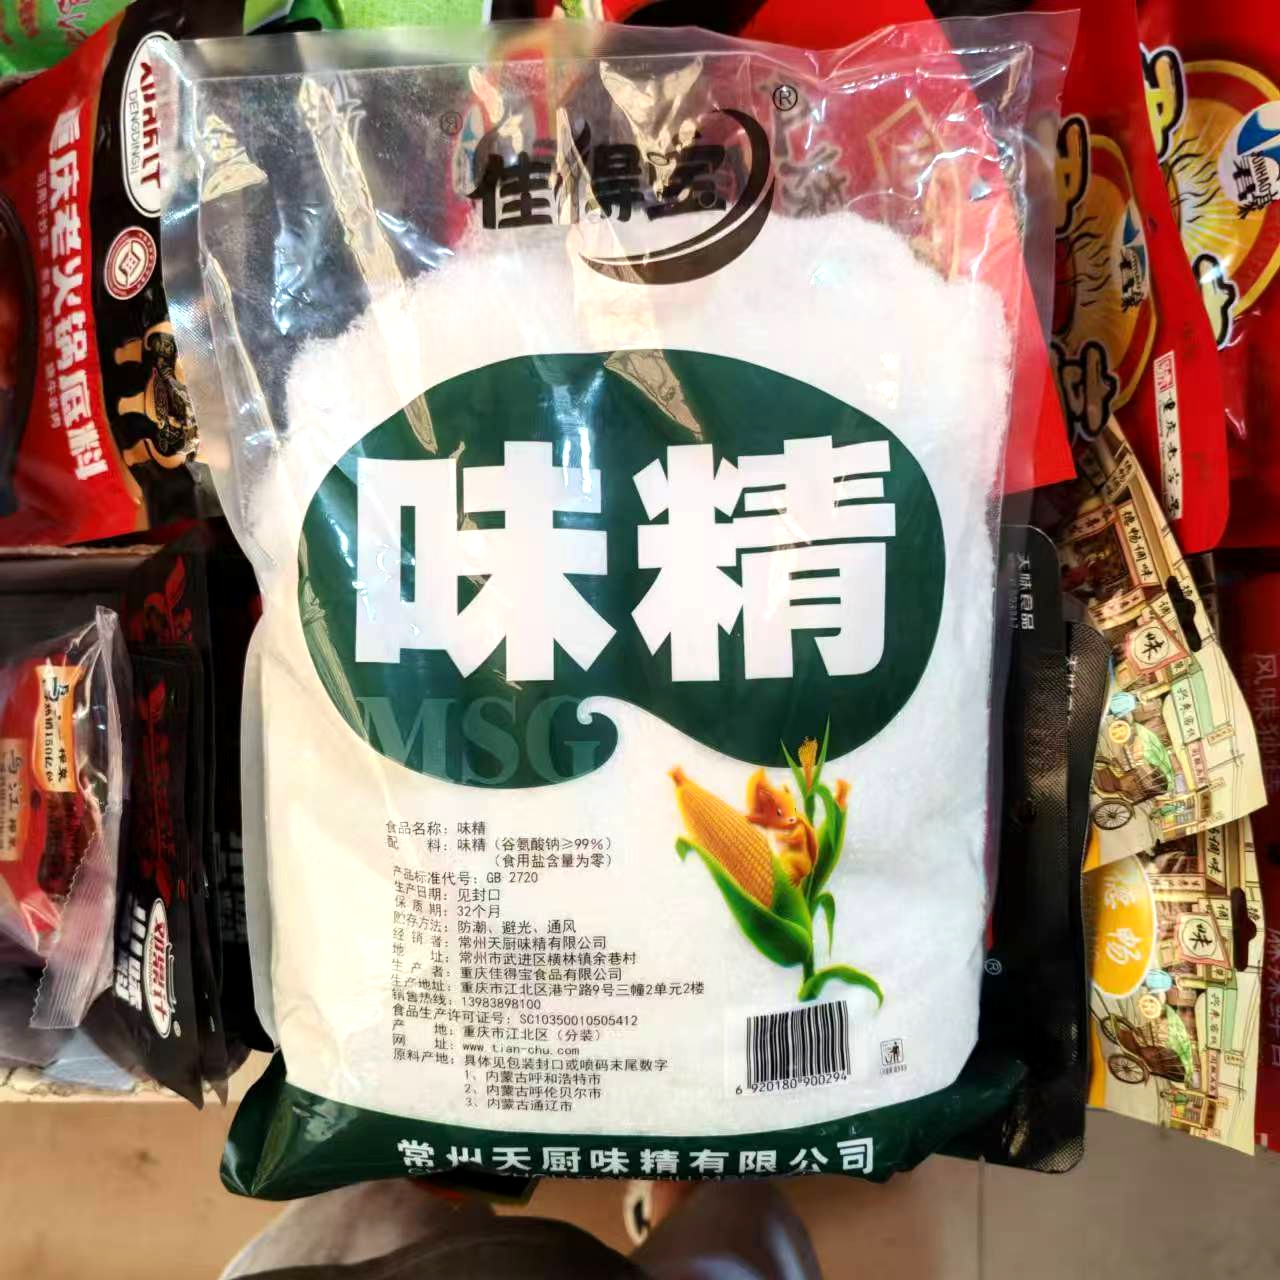 佳得宝
®
味精
MSG
食品名称：味精
配 料：味精（谷氨酸钠≥99%）
（食用盐含量为零）
产品标准代号：GB 2720
生产日期：见封口
保质期：32个月
贮存方法：防潮、避光、通风
经销者：常州天厨味精有限公司
地 址：常州市武进区横林镇余巷村
生产者：重庆佳得宝食品有限公司
生产地址：重庆市江北区港宁路9号三幢2单元2楼
销售热线：13983898100
食品生产许可证号：SC10350010505412
产 地：重庆市江北区（分装）
网 址：www.tian-chu.com
原料产地：具体见包装封口或喷码末尾数字
1、内蒙古呼和浩特市
2、内蒙古呼伦贝尔市
3、内蒙古通辽市
6 920180 900294
常州天厨味精有限公司
DENGDINGJI
重庆老火锅底料
天味食品